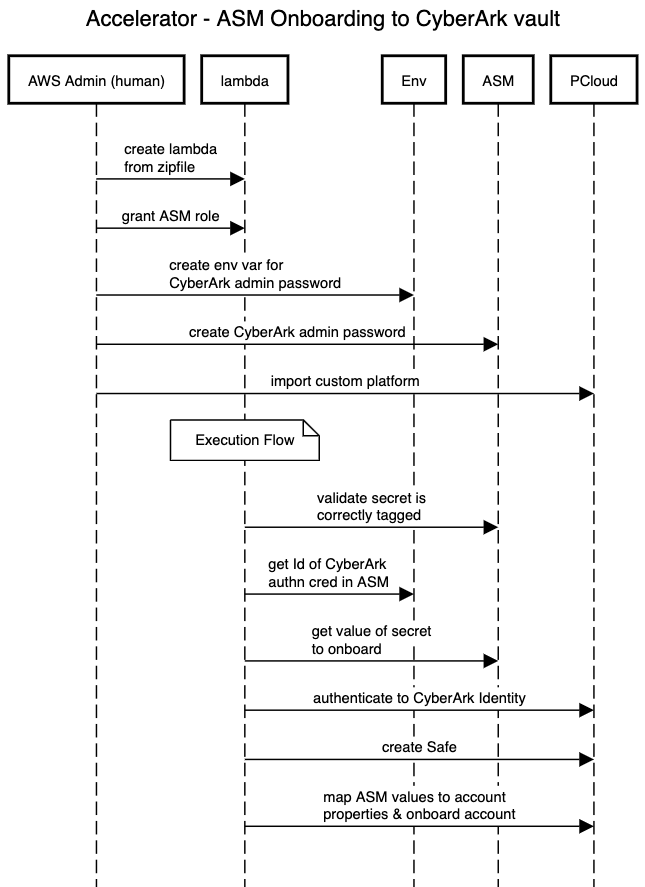 Accelerator - ASM Onboarding to CyberArk vault
AWS Admin (human)
lambda
Env
ASM
PCloud
create lambda
from zipfile
grant ASM role
create env var for
CyberArk admin password
create CyberArk admin password
import custom platform
Execution Flow
validate secret is
correctly tagged
get Id of CyberArk
authn cred in ASM
get value of secret
to onboard
authenticate to CyberArk Identity
create Safe
map ASM values to account
properties & onboard account